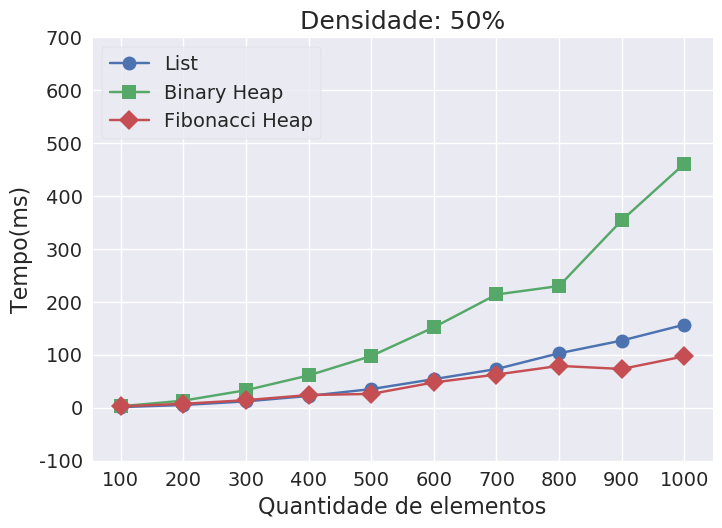 Densidade: 50%
700
600
500
400
300
200
100
0
-100
Tempo(ms)
List
Binary Heap
Fibonacci Heap
100 200 300 400 500 600 700 800 900 1000
Quantidade de elementos